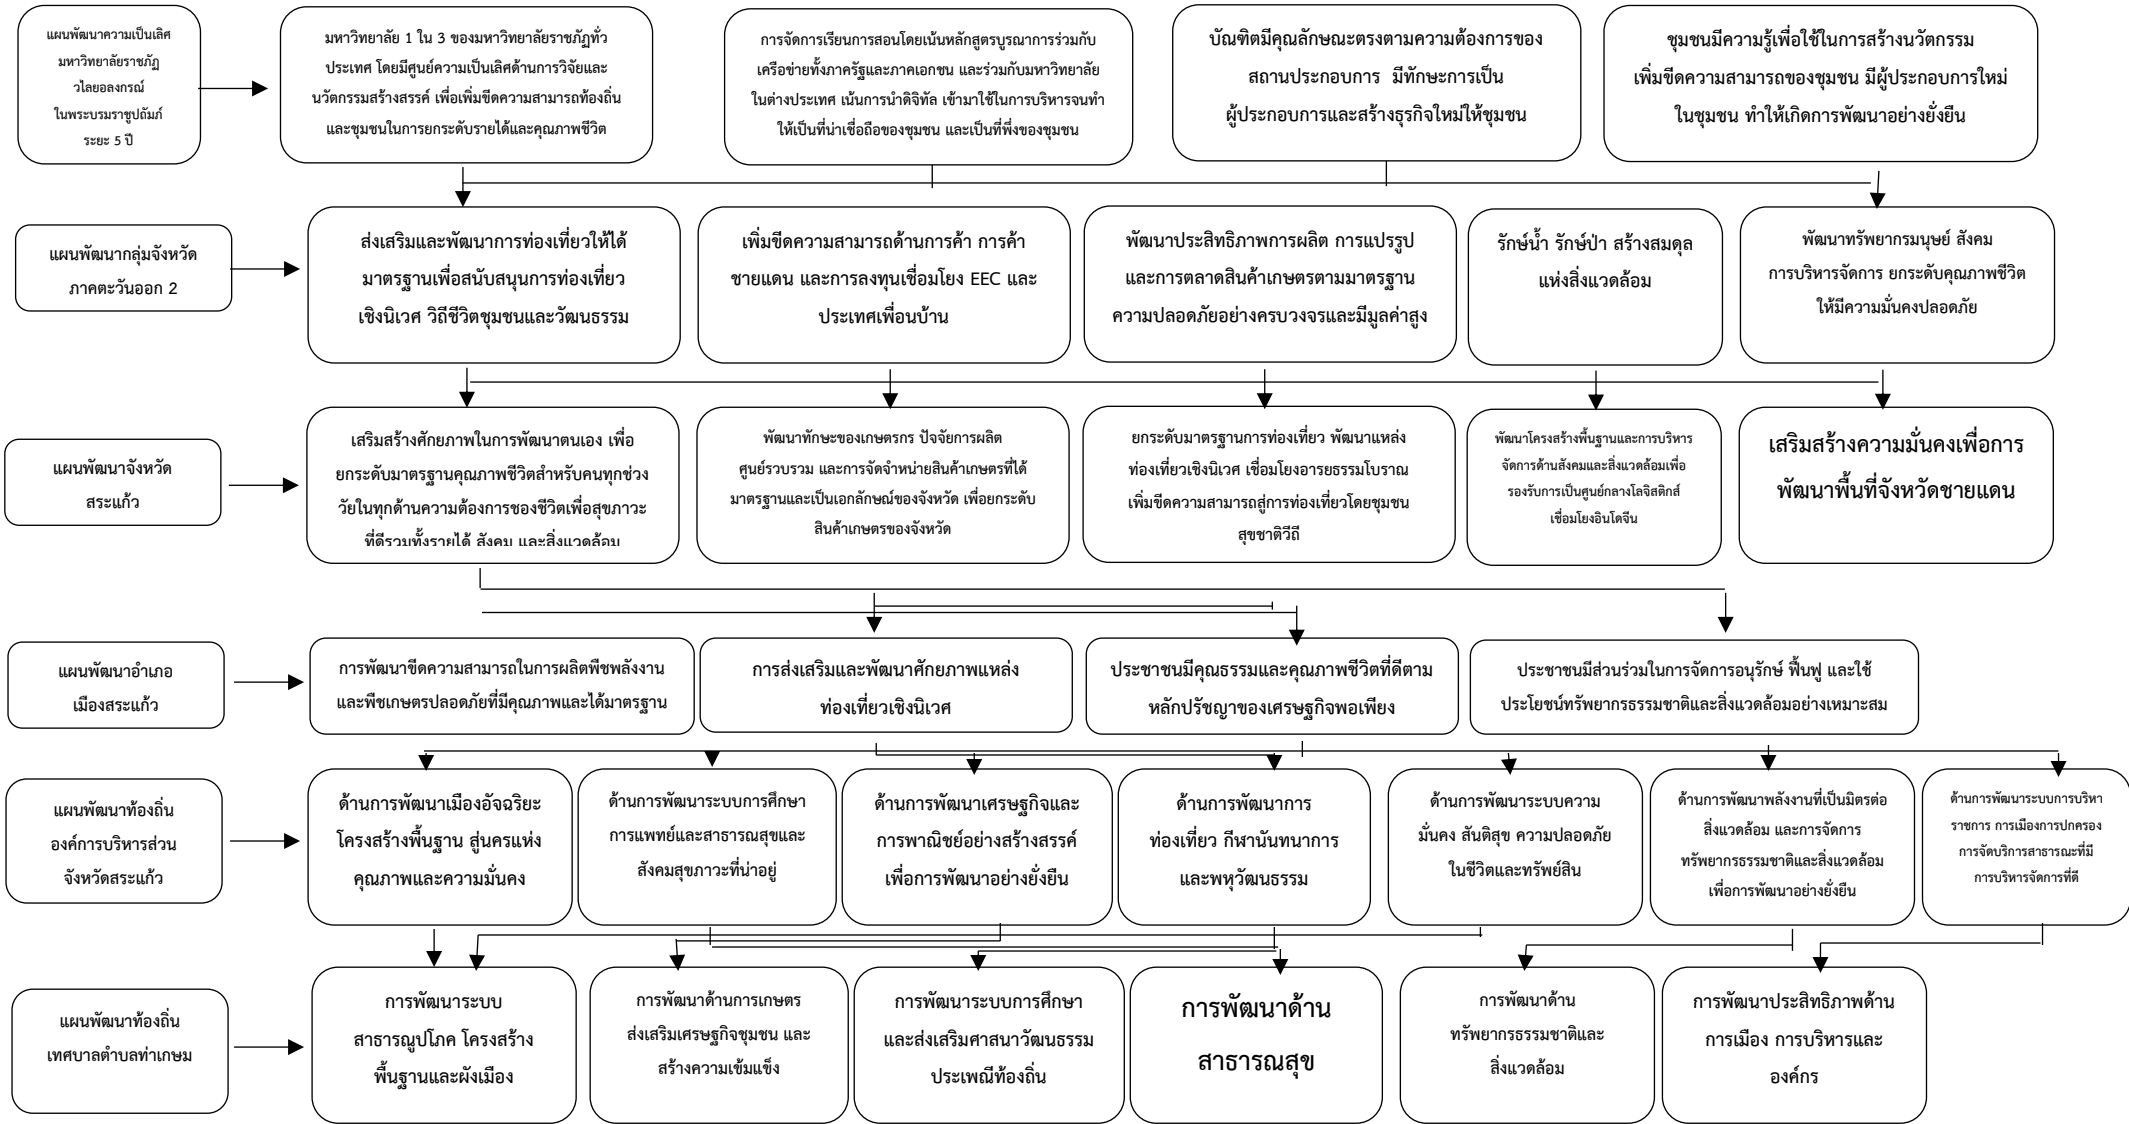 แผนพัฒนาความเป็นเลิศ
มหาวิทยาลัยราชภัฏ
วไลยอลงกรณ์
ในพระบรมราชูปถัมภ์
ระยะ 5 ปี
มหาวิทยาลัย 1 ใน 3 ของมหาวิทยาลัยราชภัฏทั่ว
ประเทศ โดยมีศูนย์ความเป็นเลิศด้านการวิจัยและ
นวัตกรรมสร้างสรรค์ เพื่อเพิ่มขีดความสามารถท้องถิ่น
และชุมชนในการยกระดับรายได้และคุณภาพชีวิต
การจัดการเรียนการสอนโดยเน้นหลักสูตรบูรณาการร่วมกับ
เครือข่ายทั้งภาครัฐและภาคเอกชน และร่วมกับมหาวิทยาลัย
ในต่างประเทศ เน้นการนำดิจิทัล เข้ามาใช้ในการบริหารจนทำ
ให้เป็นที่น่าเชื่อถือของชุมชน และเป็นที่พึ่งของชุมชน
บัณฑิตมีคุณลักษณะตรงตามความต้องการของ
สถานประกอบการ มีทักษะการเป็น
ผู้ประกอบการและสร้างธุรกิจใหม่ให้ชุมชน
ชุมชนมีความรู้เพื่อใช้ในการสร้างนวัตกรรม
เพิ่มขีดความสามารถของชุมชน มีผู้ประกอบการใหม่
ในชุมชน ทำให้เกิดการพัฒนาอย่างยั่งยืน
แผนพัฒนากลุ่มจังหวัด
ภาคตะวันออก 2
ส่งเสริมและพัฒนาการท่องเที่ยวให้ได้
มาตรฐานเพื่อสนับสนุนการท่องเที่ยว
เชิงนิเวศ วิถีชีวิตชุมชนและวัฒนธรรม
เพิ่มขีดความสามารถด้านการค้า การค้า
ชายแดน และการลงทุนเชื่อมโยง EEC และ
ประเทศเพื่อนบ้าน
พัฒนาประสิทธิภาพการผลิต การแปรรูป
และการตลาดสินค้าเกษตรตามมาตรฐาน
ความปลอดภัยอย่างครบวงจรและมีมูลค่าสูง
รักษ์น้ำ รักษ์ป่า สร้างสมดุล
แห่งสิ่งแวดล้อม
พัฒนาทรัพยากรมนุษย์ สังคม
การบริหารจัดการ ยกระดับคุณภาพชีวิต
ให้มีความมั่นคงปลอดภัย
แผนพัฒนาจังหวัด
สระแก้ว
เสริมสร้างศักยภาพในการพัฒนาตนเอง เพื่อ
ยกระดับมาตรฐานคุณภาพชีวิตสำหรับคนทุกช่วง
วัยในทุกด้านความต้องการชองชีวิตเพื่อสุขภาวะ
ที่ดีรวมทั้งรายได้ สังคม และสิ่งแวดล้อม
พัฒนาทักษะของเกษตรกร ปัจจัยการผลิต
ศูนย์รวบรวม และการจัดจำหน่ายสินค้าเกษตรที่ได้
มาตรฐานและเป็นเอกลักษณ์ของจังหวัด เพื่อยกระดับ
สินค้าเกษตรของจังหวัด
ยกระดับมาตรฐานการท่องเที่ยว พัฒนาแหล่ง
ท่องเที่ยวเชิงนิเวศ เชื่อมโยงอารยธรรมโบราณ
เพิ่มขีดความสามารถสู่การท่องเที่ยวโดยชุมชน
สุขชาติวีถี
พัฒนาโครงสร้างพื้นฐานและการบริหาร
จัดการด้านสังคมและสิ่งแวดล้อมเพื่อ
รองรับการเป็นศูนย์กลางโลจิสติกส์
เชื่อมโยงอินโดจีน
เสริมสร้างความมั่นคงเพื่อการ
พัฒนาพื้นที่จังหวัดชายแดน
แผนพัฒนาอำเภอ
เมืองสระแก้ว
การพัฒนาขีดความสามารถในการผลิตพืชพลังงาน
และพืชเกษตรปลอดภัยที่มีคุณภาพและได้มาตรฐาน
การส่งเสริมและพัฒนาศักยภาพแหล่ง
ท่องเที่ยวเชิงนิเวศ
ประชาชนมีคุณธรรมและคุณภาพชีวิตที่ดีตาม
หลักปรัชญาของเศรษฐกิจพอเพียง
ประชาชนมีส่วนร่วมในการจัดการอนุรักษ์ ฟื้นฟู และใช้
ประโยชน์ทรัพยากรธรรมชาติและสิ่งแวดล้อมอย่างเหมาะสม
แผนพัฒนาท้องถิ่น
องค์การบริหารส่วน
จังหวัดสระแก้ว
ด้านการพัฒนาเมืองอัจฉริยะ
โครงสร้างพื้นฐาน สู่นครแห่ง
คุณภาพและความมั่นคง
ด้านการพัฒนาระบบการศึกษา
การแพทย์และสาธารณสุขและ
สังคมสุขภาวะที่น่าอยู่
ด้านการพัฒนาเศรษฐกิจและ
การพาณิชย์อย่างสร้างสรรค์
เพื่อการพัฒนาอย่างยั่งยืน
ด้านการพัฒนาการ
ท่องเที่ยว กีฬานันทนาการ
และพหุวัฒนธรรม
ด้านการพัฒนาระบบความ
มั่นคง สันติสุข ความปลอดภัย
ในชีวิตและทรัพย์สิน
ด้านการพัฒนาพลังงานที่เป็นมิตรต่อ
สิ่งแวดล้อม และการจัดการ
ทรัพยากรธรรมชาติและสิ่งแวดล้อม
เพื่อการพัฒนาอย่างยั่งยืน
ด้านการพัฒนาระบบการบริหา
ราชการ การเมืองการปกครอง
การจัดบริการสาธารณะที่มี
การบริหารจัดการที่ดี
แผนพัฒนาท้องถิ่น
เทศบาลตำบลท่าเกษม
การพัฒนาระบบ
สาธารณูปโภค โครงสร้าง
พื้นฐานและผังเมือง
การพัฒนาด้านการเกษตร
ส่งเสริมเศรษฐกิจชุมชน และ
สร้างความเข้มแข็ง
การพัฒนาระบบการศึกษา
และส่งเสริมศาสนาวัฒนธรรม
ประเพณีท้องถิ่น
การพัฒนาด้าน
สาธารณสุข
การพัฒนาด้าน
ทรัพยากรธรรมชาติและ
สิ่งแวดล้อม
การพัฒนาประสิทธิภาพด้าน
การเมือง การบริหารและ
องค์กร